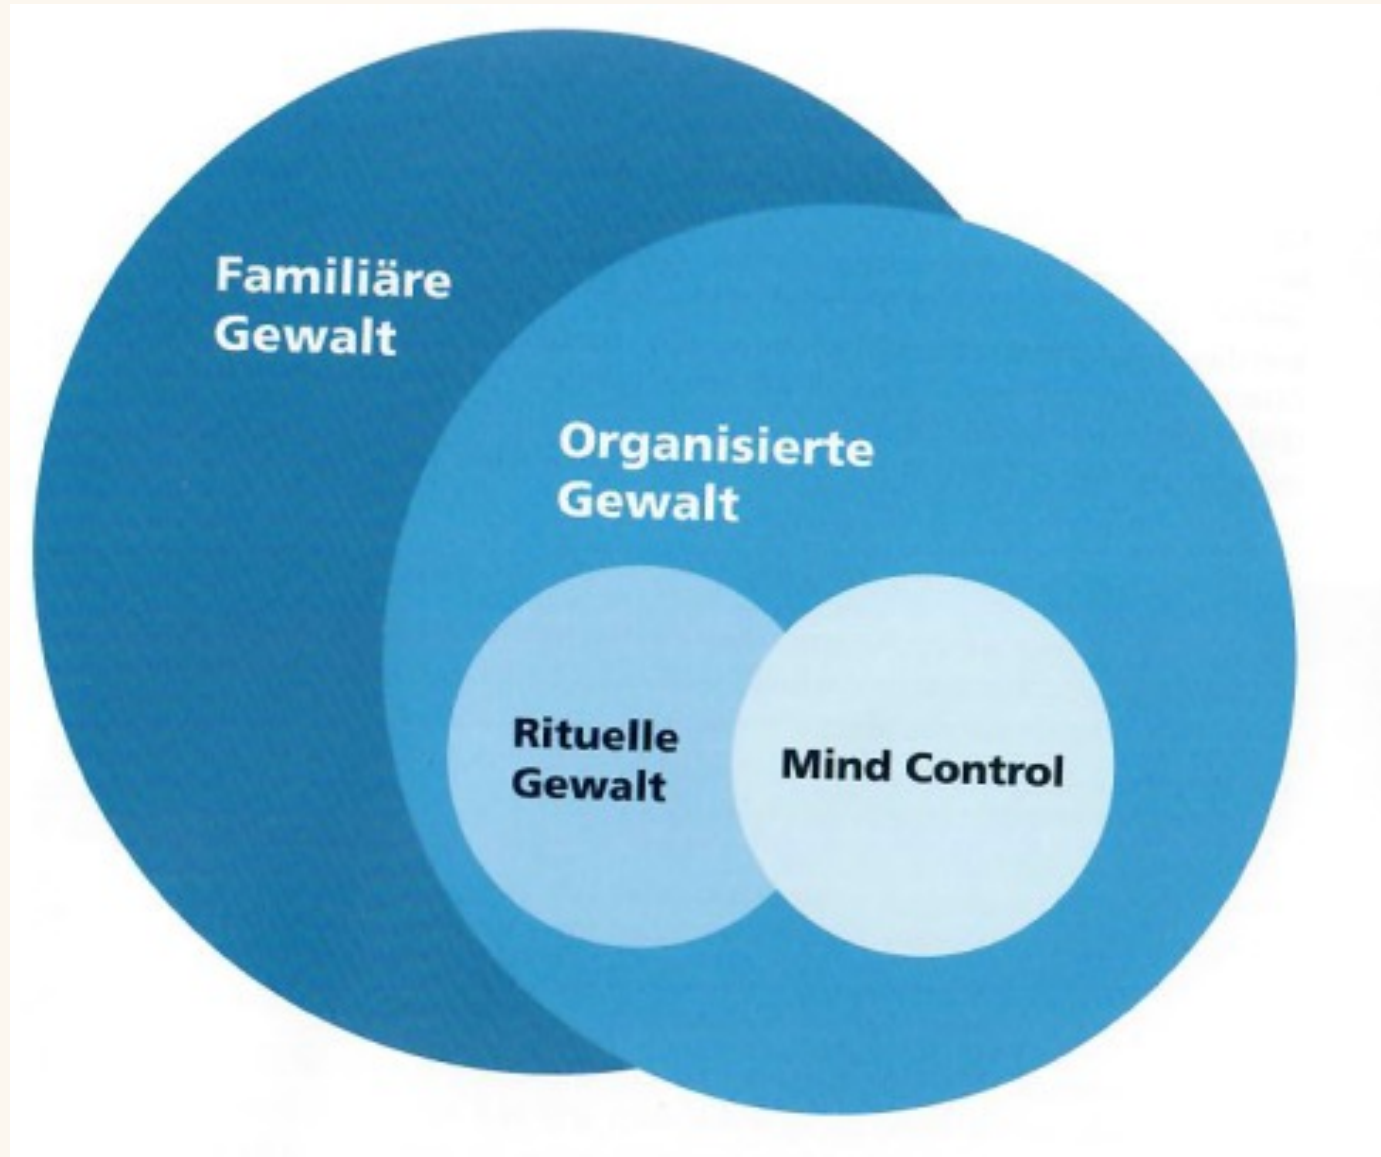 Familiäre
Gewalt
Organisierte
Gewalt
Rituelle
Gewalt
Mind Control